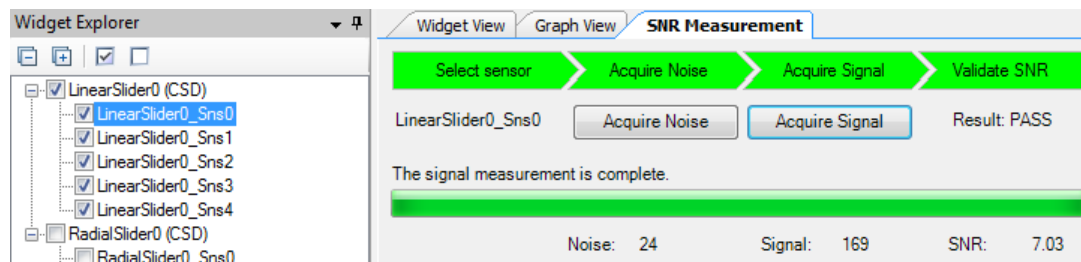 Widget Explorer
LinearSlider0 (CSD)
LinearSlider0_Sns0
LinearSlider0_Sns1
LinearSlider0_Sns2
LinearSlider0_Sns3
LinearSlider0_Sns4
RadialSlider0 (CSD)
RadialSlider0_Sns0
Widget View Graph View SNR Measurement
Select sensor Acquire Noise Acquire Signal Validate SNR
LinearSlider0_Sns0 Acquire Noise Acquire Signal Result: PASS
The signal measurement is complete.
Noise: 24 Signal: 169 SNR: 7.03